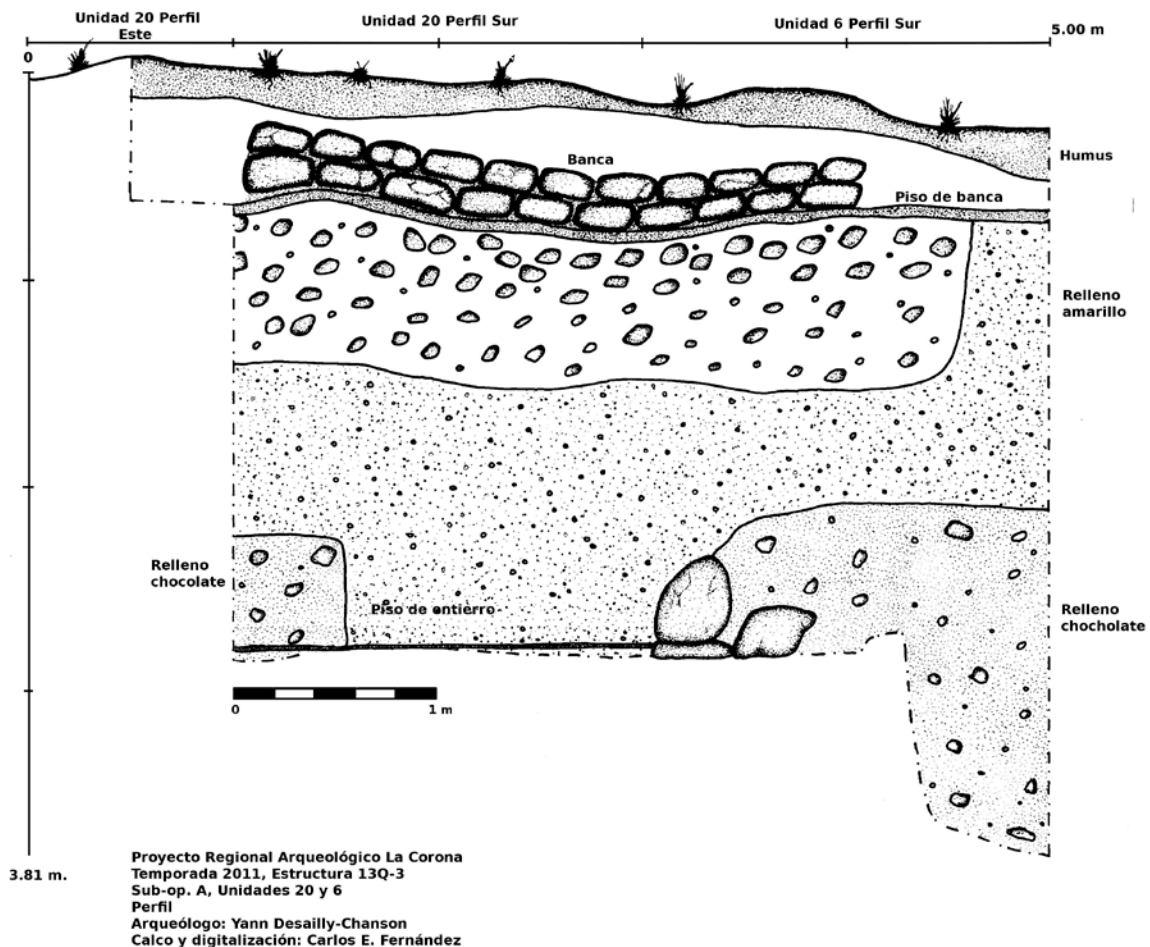 Unidad 20 Perfil
Este
Unidad 20 Perfil Sur
Unidad 6 Perfil Sur
5.00 m
0
Banca
Humus
Piso de banca
Relleno
amarillo
Relleno
chocolate
Piso de entierro
Relleno
chocholate
0
1 m
3.81 m.
Proyecto Regional Arqueológico La Corona
Temporada 2011, Estructura 13Q-3
Sub-op. A, Unidades 20 y 6
Perfil
Arqueólogo: Yann Desailly-Chanson
Calco y digitalización: Carlos E. Fernández